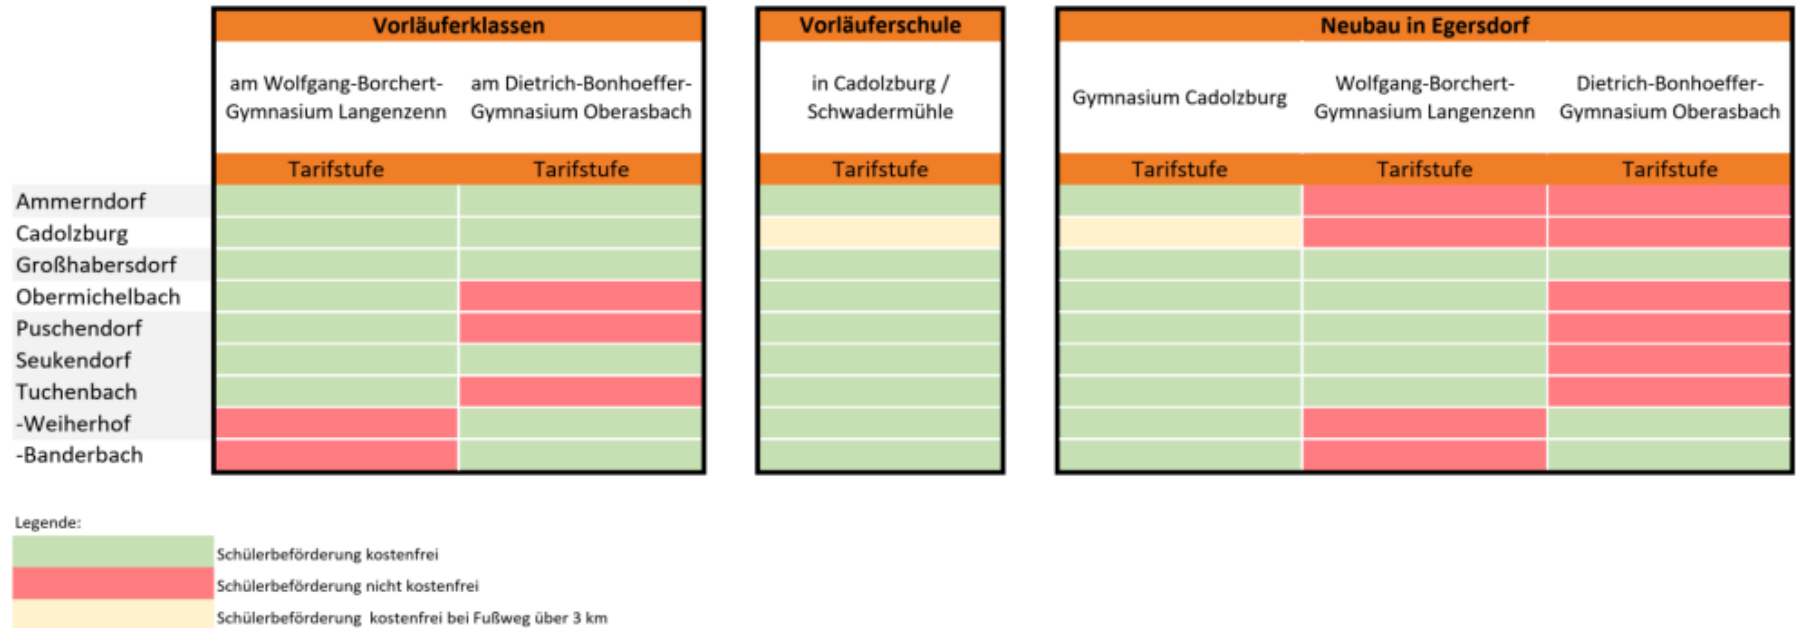 Vorläuferklassen
Vorläuferschule
Neubau in Egersdorf
am Wolfgang-Borchert-
Gymnasium Langenzenn
am Dietrich-Bonhoeffer-
Gymnasium Oberasbach
in Cadolzburg /
Schwadermühle
Gymnasium Cadolzburg
Wolfgang-Borchert-
Gymnasium Langenzenn
Dietrich-Bonhoeffer-
Gymnasium Oberasbach
Tarifstufe
Tarifstufe
Tarifstufe
Tarifstufe
Tarifstufe
Tarifstufe
Ammerndorf
Cadolzburg
Großhabersdorf
Obermichelbach
Puschendorf
Seukendorf
Tuchenbach
-Weiherhof
-Banderbach
Legende:
Schülerbeförderung kostenfrei
Schülerbeförderung nicht kostenfrei
Schülerbeförderung kostenfrei bei Fußweg über 3 km